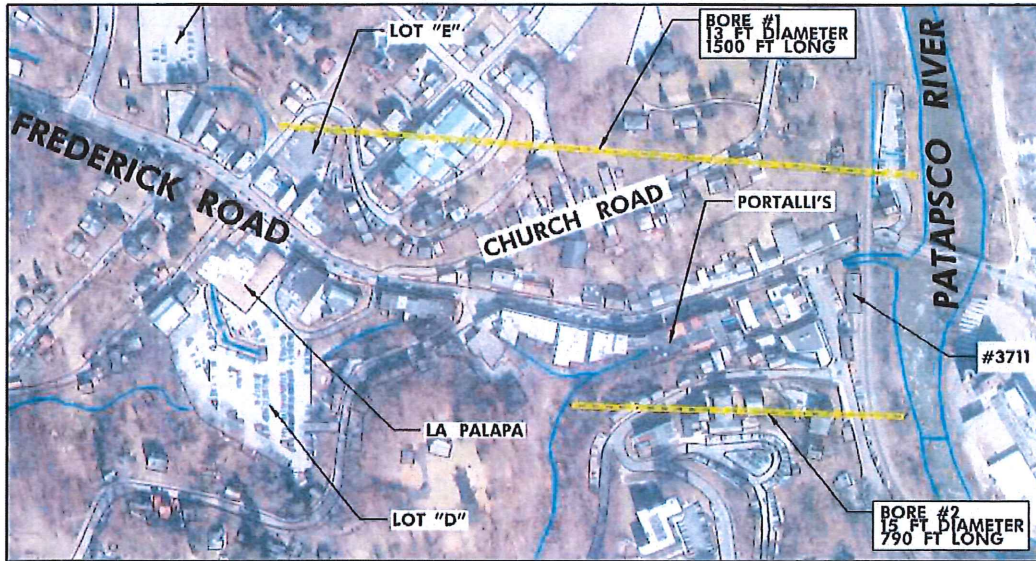 LOT "E"
BORE #1
13 FT DIAMETER
1500 FT LONG
FREDERICK ROAD
CHURCH ROAD
PORTALLI'S
PATAPSCO RIVER
#3711
LA PALAPA
LOT "D"
BORE #2
15 FT DIAMETER
790 FT LONG